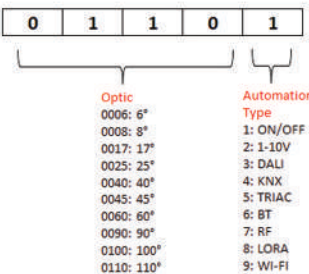 0 1 1 0 1
Optic
0006: 6°
0008: 8°
0017: 17°
0025: 25°
0040: 40°
0045: 45°
0060: 60°
0090: 90°
0100: 100°
0110: 110°
Automation
Type
1: ON/OFF
2: 1-10V
3: DALI
4: KNX
5: TRIAC
6: BT
7: RF
8: LORA
9: WI-FI